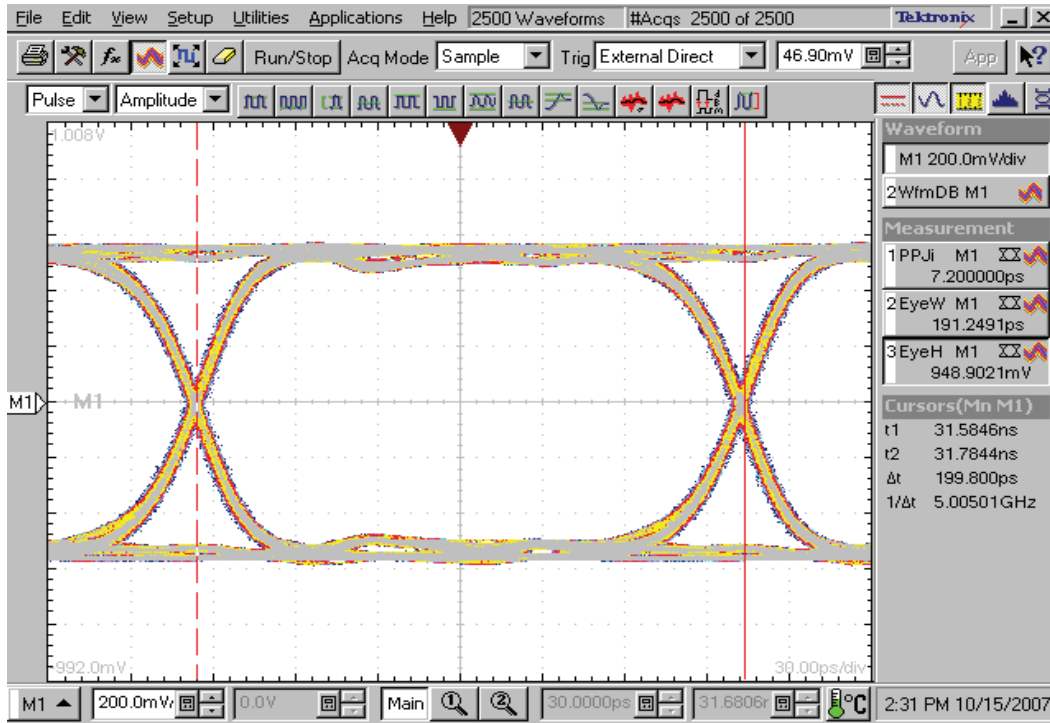 File Edit View Setup Utilities Applications Help 2500 Waveforms #Acqs 2500 of 2500 Tektronix
Run/Stop Acq Mode Sample Trig External Direct 46.90mV App
Pulse Amplitude
1.008V
Waveform
M1 200.0mV/div
2WfmDB M1
Measurement
1PPJi M1
7.200000ps
2EyeW M1
191.2491ps
3EyeH M1
948.9021mV
M1 M1
Cursors(Mn M1)
t1 31.5846ns
t2 31.7844ns
Δt 199.800ps
1/Δt 5.00501GHz
-992.0mV 30.00ps/div
M1 200.0mV 0.0V Main 1 2 30.0000ps 31.6806r °C 2:31 PM 10/15/2007